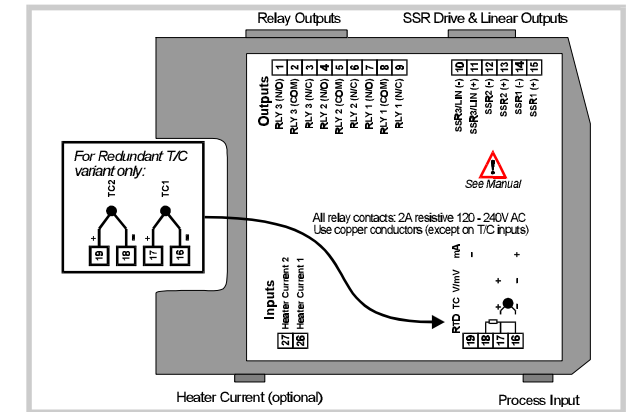 Relay Outputs
SSR Drive & Linear Outputs
Outputs
1 RLY 3 (N/O)
2 RLY 3 (COM)
3 RLY 3 (N/C)
4 RLY 2 (N/O)
5 RLY 2 (COM)
6 RLY 2 (N/C)
7 RLY 1 (N/O)
8 RLY 1 (COM)
9 RLY 1 (N/C)
10 SSR3/LIN (-)
11 SSR3/LIN (+)
12 SSR2 (-)
13 SSR2 (+)
14 SSR1 (-)
15 SSR1 (+)
!
See Manual
For Redundant T/C
variant only:
TC2
TC1
+ - + -
19 18 17 16
All relay contacts: 2A resistive 120 - 240V AC
Use copper conductors (except on T/C inputs)
Inputs
27 Heater Current 2
26 Heater Current 1
mA - +
V/mV + -
TC + -
RTD
19 18 17 16
Heater Current (optional)
Process Input